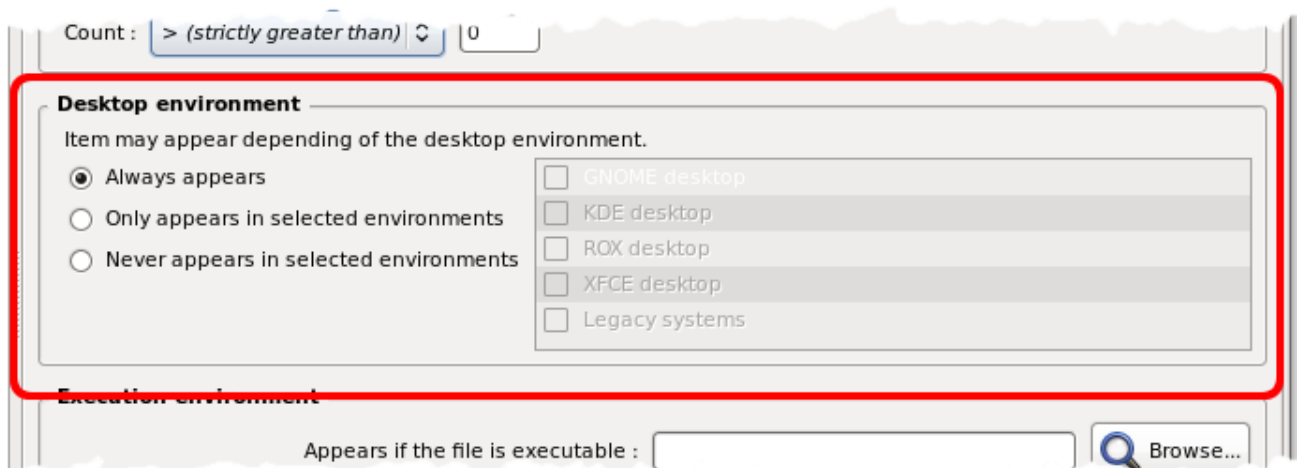 Count : > (strictly greater than) 0
Desktop environment
Item may appear depending of the desktop environment.
Always appears
Only appears in selected environments
Never appears in selected environments
GNOME desktop
KDE desktop
ROX desktop
XFCE desktop
Legacy systems
Execution environment
Appears if the file is executable : Browse...